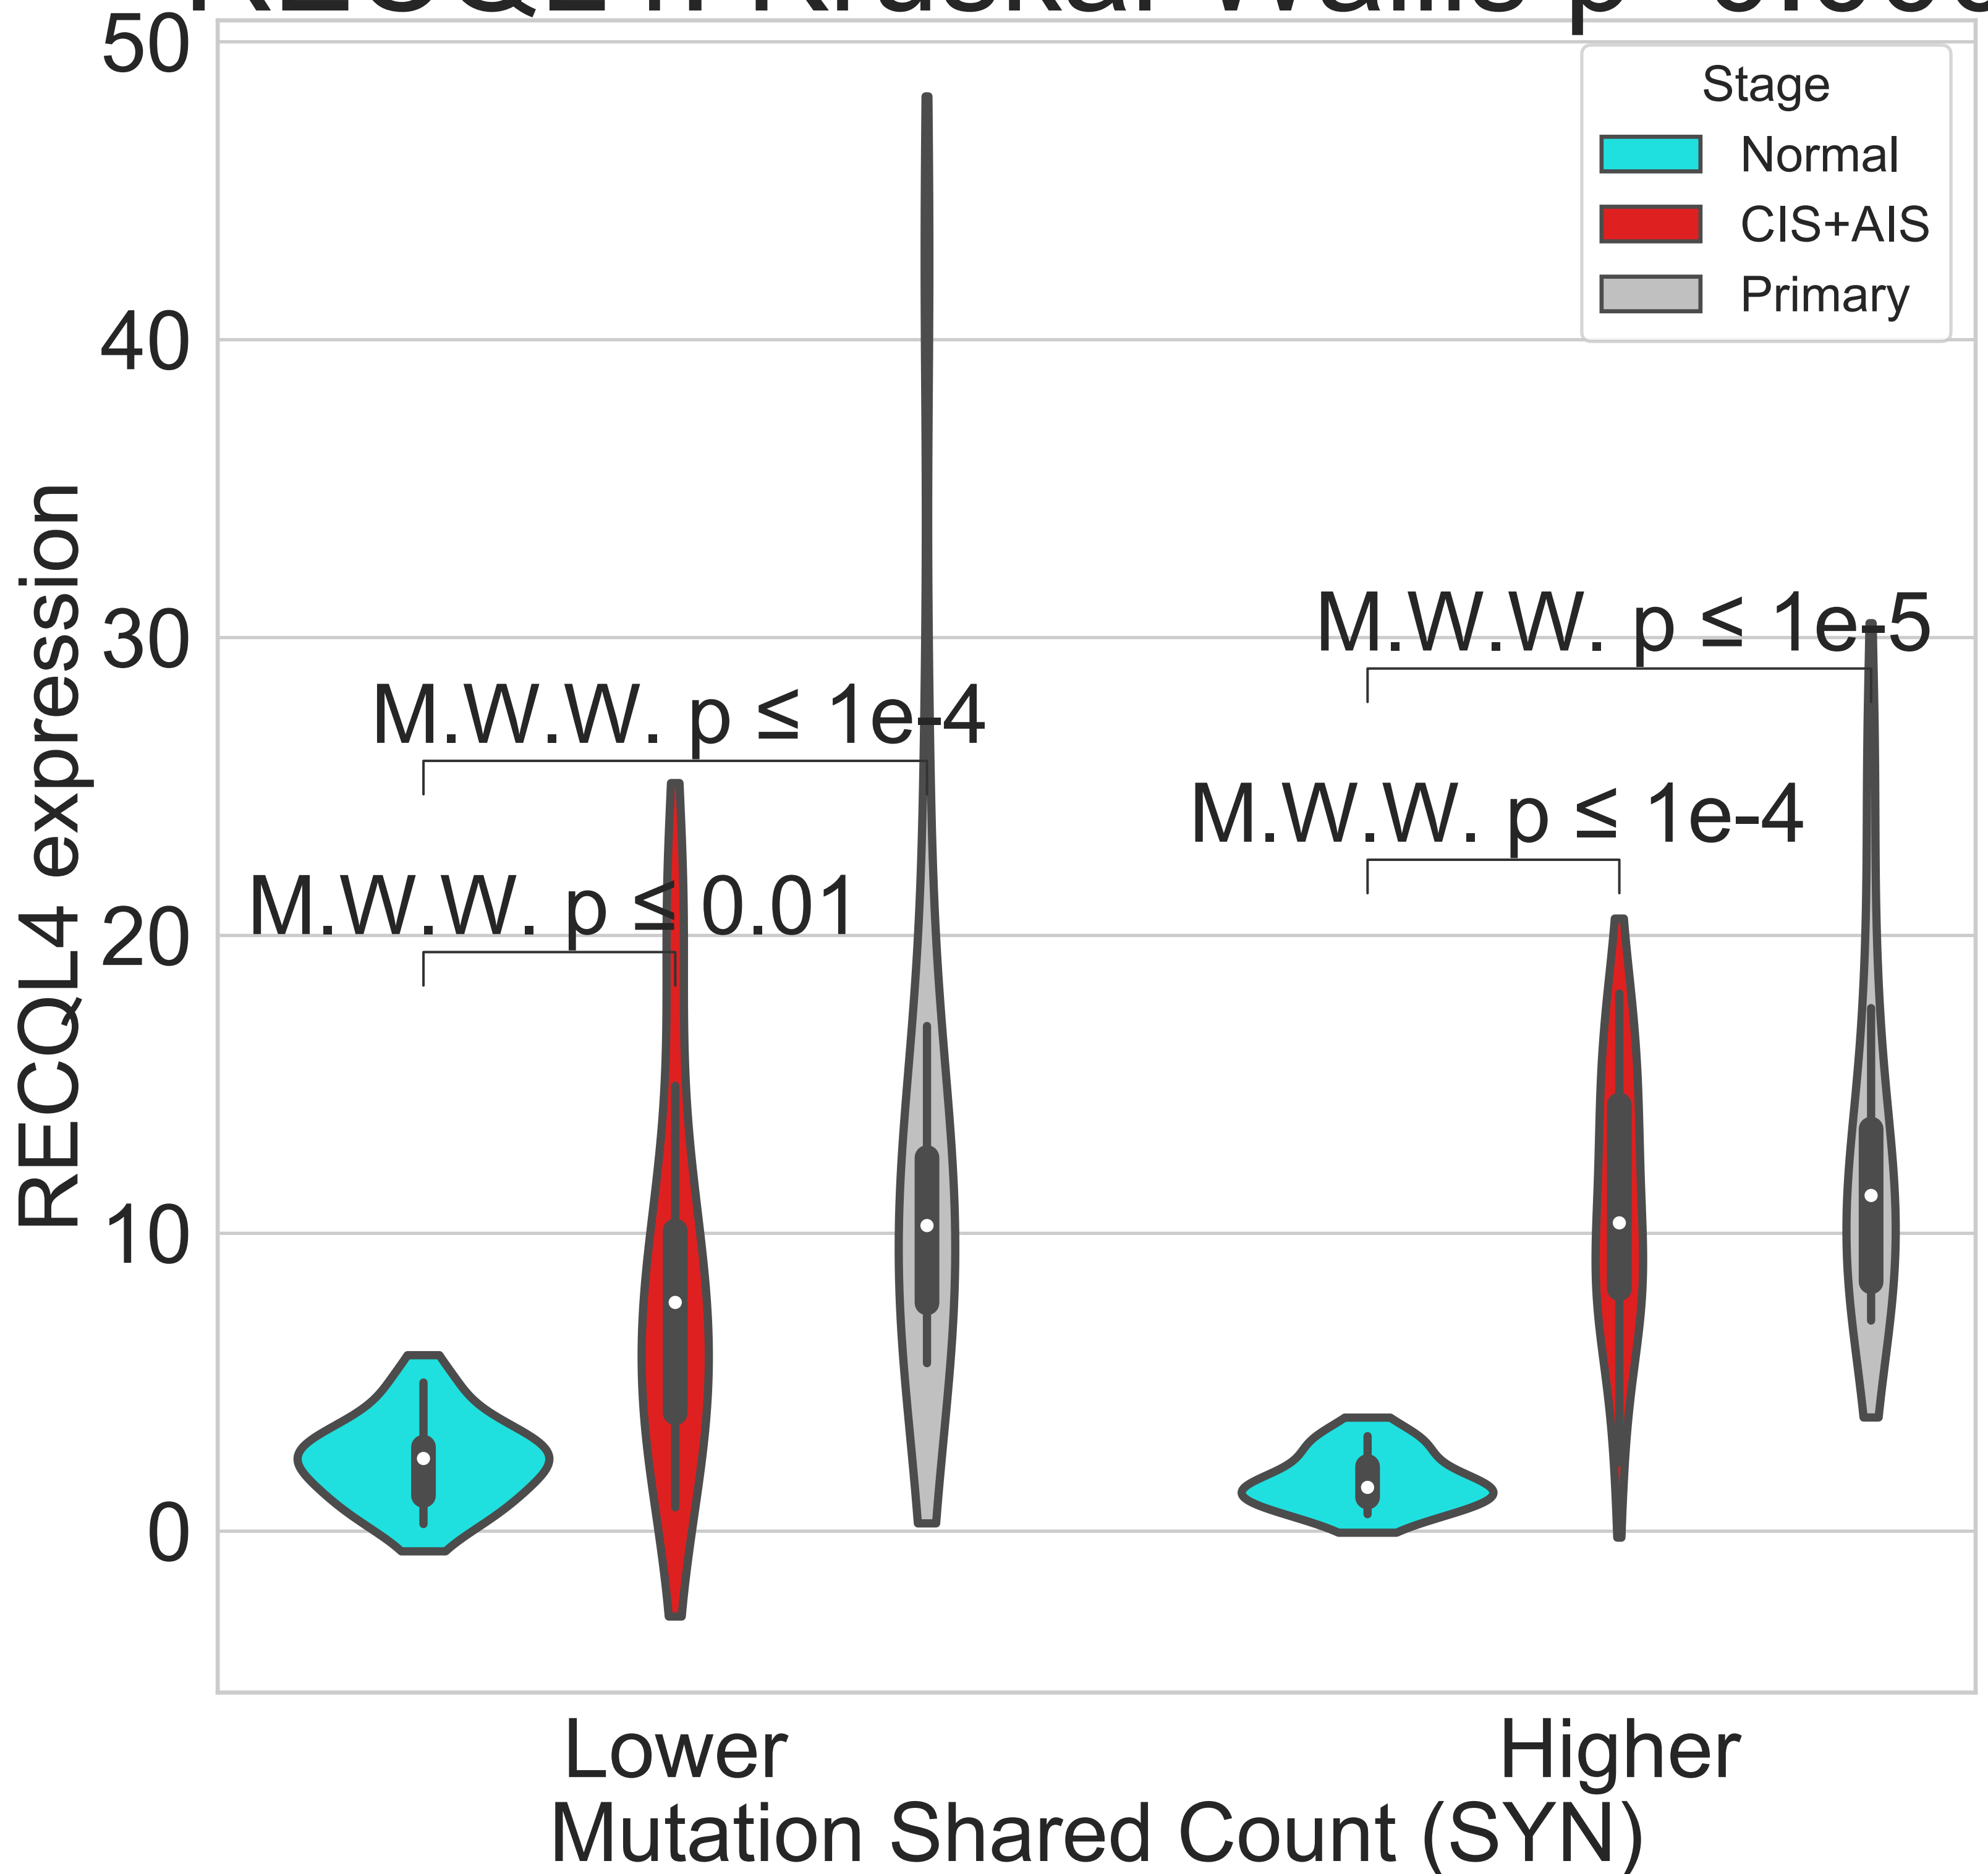 50
Stage
Normal
CIS+AIS
Primary
40
30
20
10
0
RECQL4 expression
M.W.W. p ≤ 1e-5
M.W.W. p ≤ 1e-4
M.W.W. p ≤ 1e-4
M.W.W. p ≤ 0.01
Lower
Higher
Mutation Shared Count (SYN)